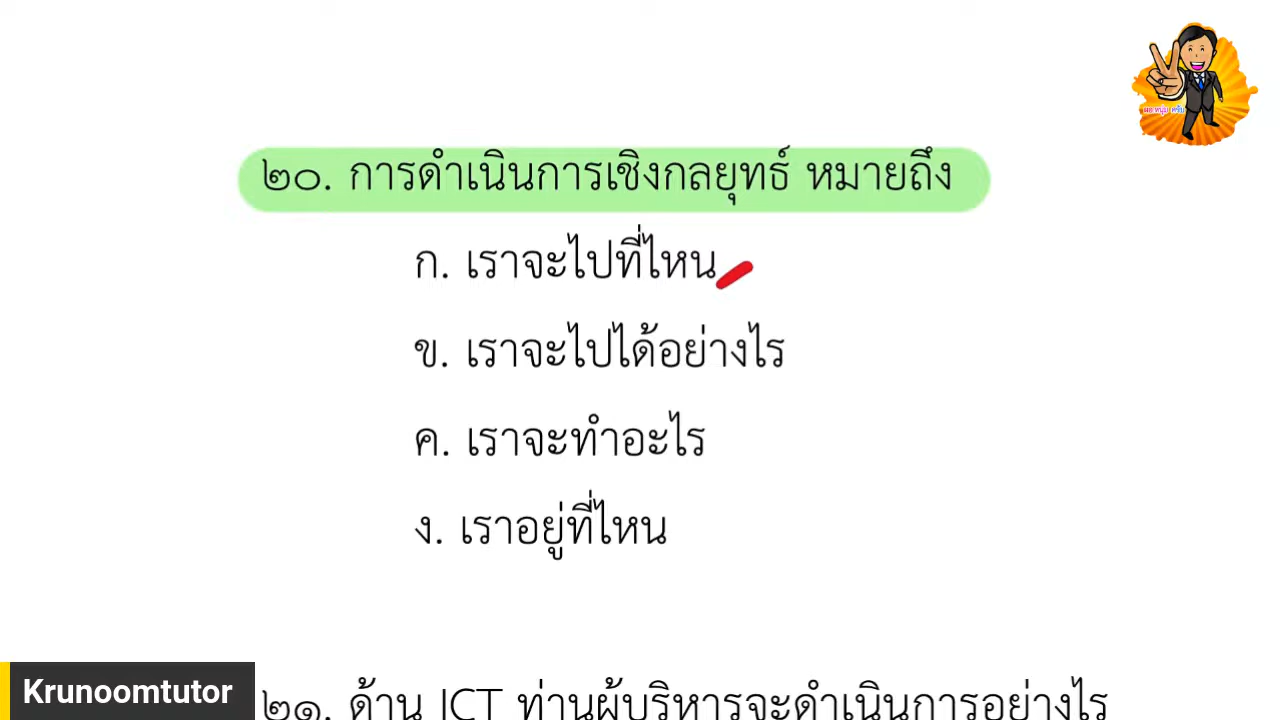 ๒๐. การดำเนินการเชิงกลยุทธ์ หมายถึง
ก. เราจะไปที่ไหน
ข. เราจะไปได้อย่างไร
ค. เราจะทำอะไร
ง. เราอยู่ที่ไหน
Krunoomtutor
๒๑. ด้าน ICT ท่านผู้บริหารจะดำเนินการอย่างไร